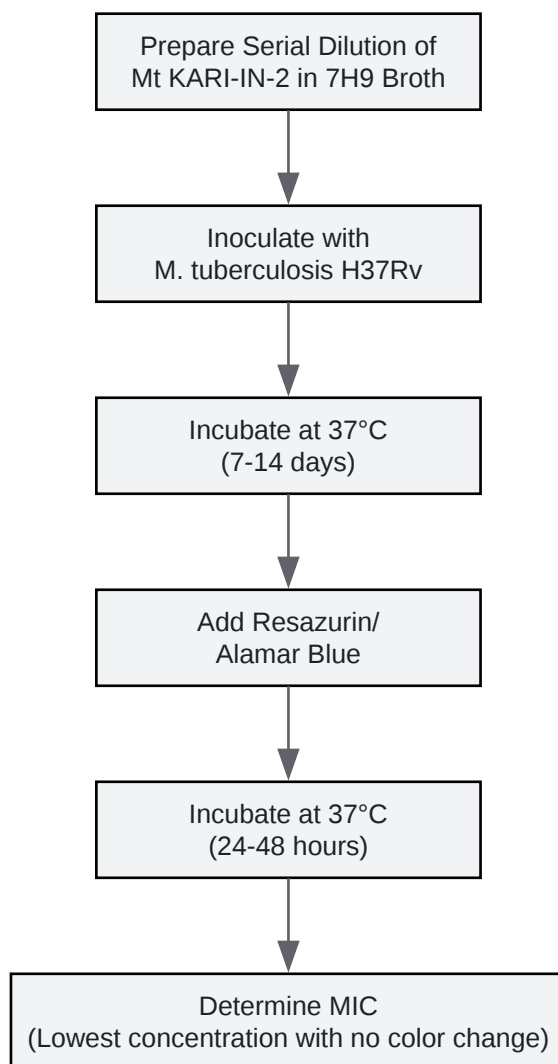 Prepare Serial Dilution of
Mt KARI-IN-2 in 7H9 Broth
Inoculate with
M. tuberculosis H37Rv
Incubate at 37°C
(7-14 days)
Add Resazurin/
Alamar Blue
Incubate at 37°C
(24-48 hours)
Determine MIC
(Lowest concentration with no color change)